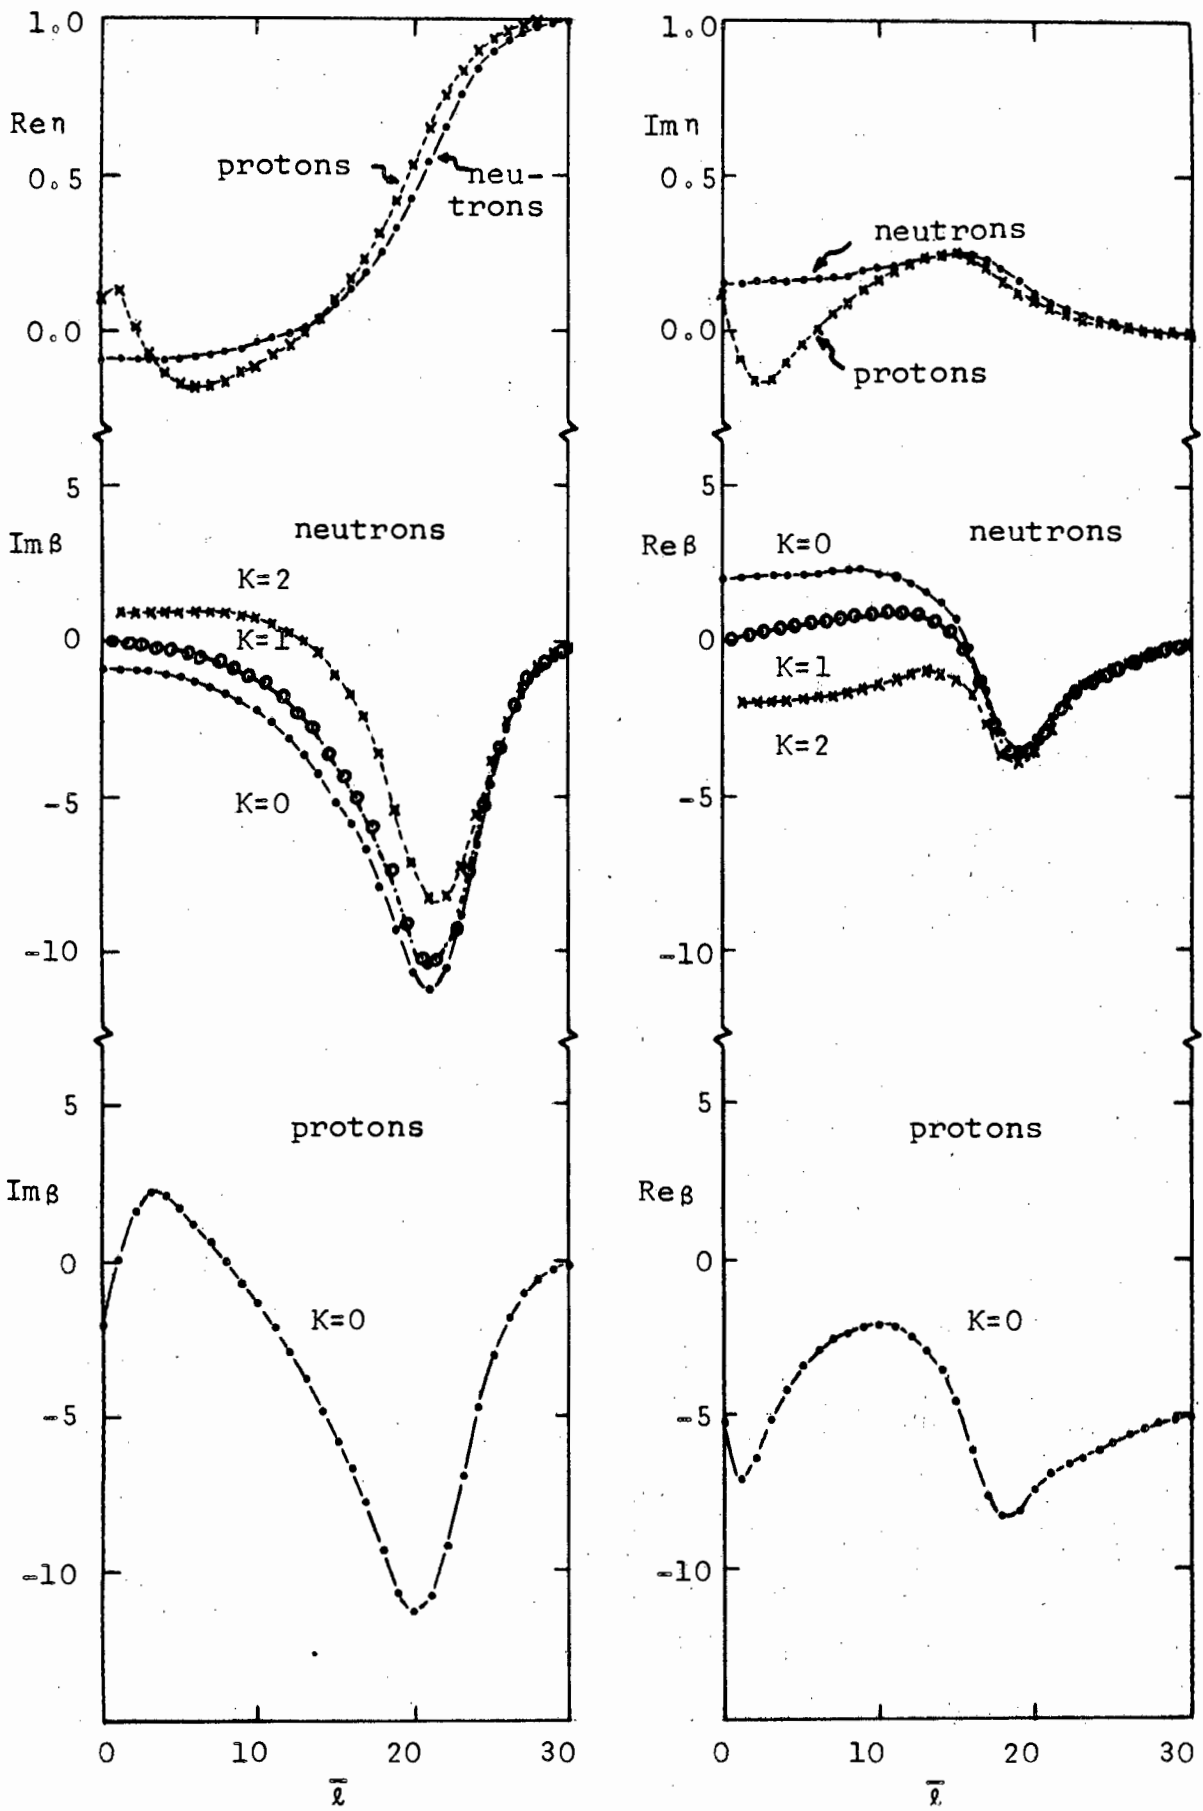 1.0
Re η
protons
0.5
neu-
trons
0.0
1.0
Im η
0.5
neutrons
0.0
protons
5
neutrons
Im β
K=2
0
K=1
-5
K=0
-10
5
neutrons
Re β
K=0
0
K=1
K=2
-5
-10
5
protons
Im β
0
K=0
-5
-10
0
10
20
30
ℓ̄
5
protons
Re β
0
K=0
-5
-10
0
10
20
30
ℓ̄